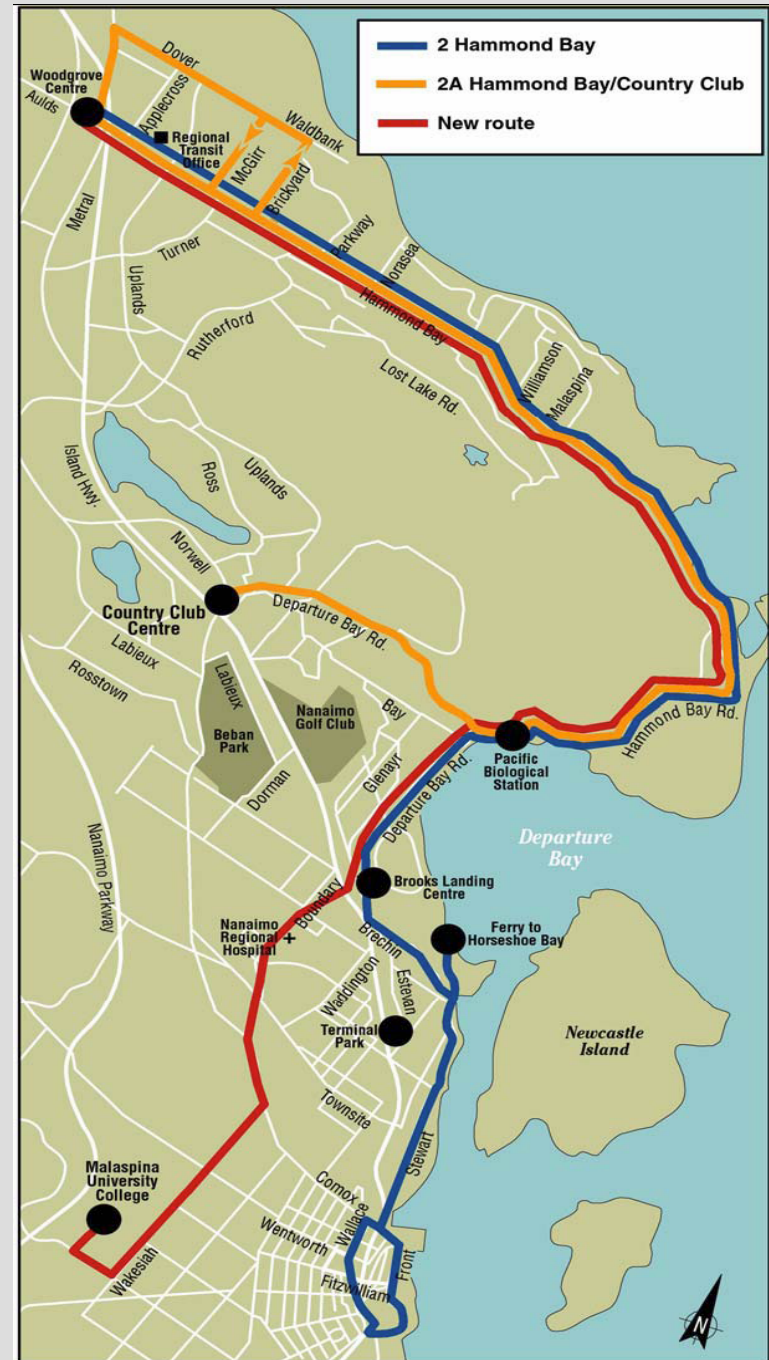 2 Hammond Bay
2A Hammond Bay/Country Club
New route
Dover
Woodgrove
Centre
Aulds
Applecross
Waldbank
Regional
Transit
Office
McGirr
Brickyard
Metral
Turner
Parkway
Norasea
Uplands
Hammond Bay
Rutherford
Lost Lake Rd.
Williamson
Malaspina
Island Hwy.
Ross
Uplands
Norwell
Country Club
Centre
Departure Bay Rd.
Labieux
Rosstown
Labieux
Beban
Park
Nanaimo
Golf Club
Bay
Hammond Bay Rd.
Pacific
Biological
Station
Dorman
Glenayr
Departure Bay Rd.
Nanaimo Parkway
Departure
Bay
Brooks Landing
Centre
Boundary
Nanaimo
Regional
Hospital
Brechin
Ferry to
Horseshoe Bay
Waddington
Estevan
Terminal
Park
Newcastle
Island
Townsite
Stewart
Malaspina
University
College
Comox
Wallace
Wentworth
Front
Wakesiah
Fitzwilliam
N